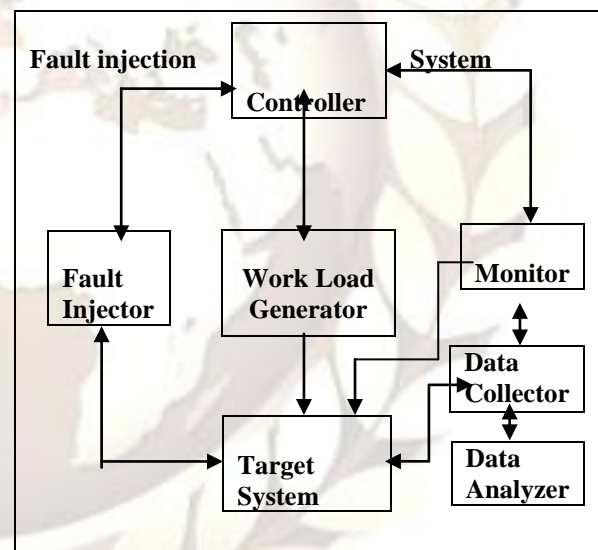 Fault injection
System
Controller
Fault
Injector
Work Load
Generator
Monitor
Data
Collector
Target
System
Data
Analyzer